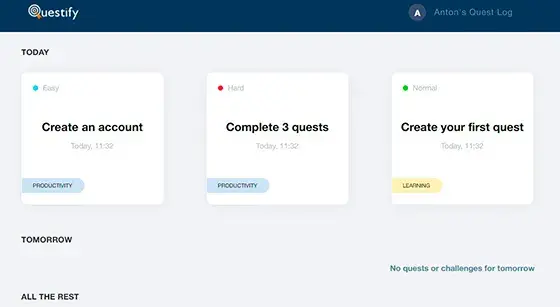 Questify
A Anton's Quest Log
TODAY
Easy
Create an account
Today, 11:32
PRODUCTIVITY
Hard
Complete 3 quests
Today, 11:32
PRODUCTIVITY
Normal
Create your first quest
Today, 11:32
LEARNING
TOMORROW
No quests or challenges for tomorrow
ALL THE REST